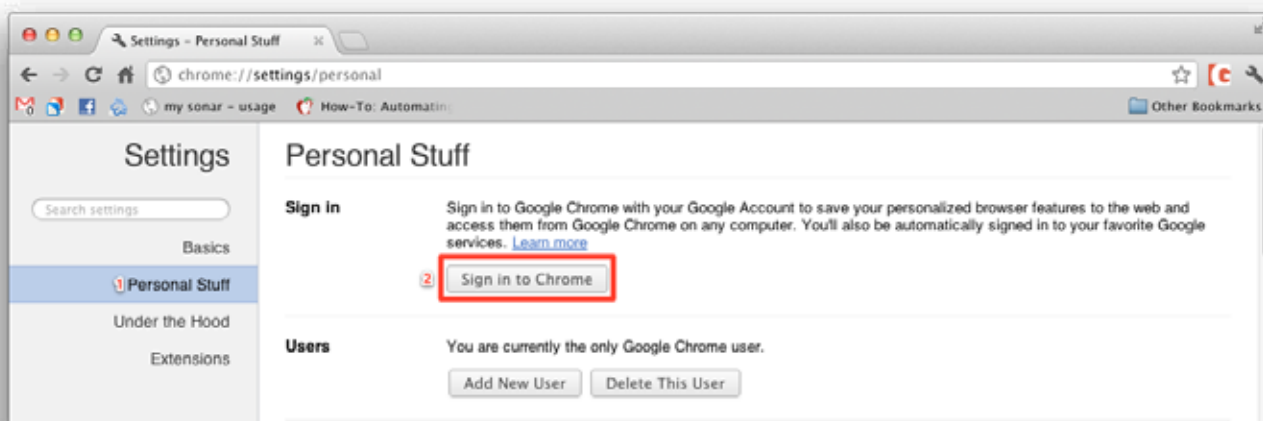 Settings - Personal Stuff
chrome://settings/personal
my sonar - usage
How-To: Automating
Other Bookmarks
Settings
Search settings
Basics
1 Personal Stuff
Under the Hood
Extensions
Personal Stuff
Sign in
Sign in to Google Chrome with your Google Account to save your personalized browser features to the web and
access them from Google Chrome on any computer. You'll also be automatically signed in to your favorite Google
services. Learn more
2 Sign in to Chrome
Users
You are currently the only Google Chrome user.
Add New User
Delete This User